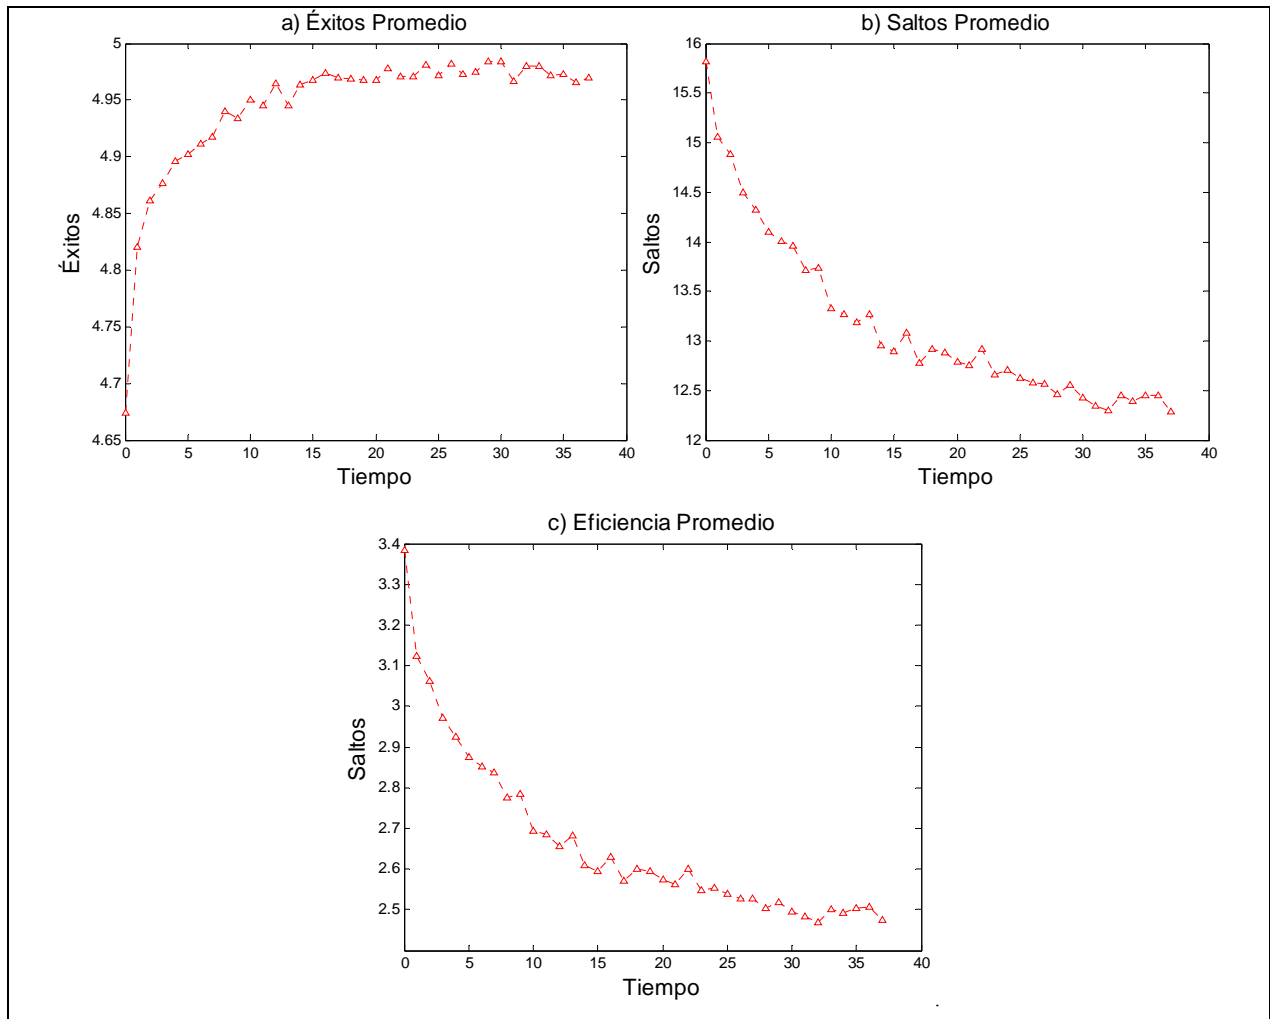 a) Éxitos Promedio
5
4.95
4.9
4.85
4.8
4.75
4.7
4.65
Éxitos
0 5 10 15 20 25 30 35 40
Tiempo
b) Saltos Promedio
16
15.5
15
14.5
14
13.5
13
12.5
12
Saltos
0 5 10 15 20 25 30 35 40
Tiempo
c) Eficiencia Promedio
3.4
3.3
3.2
3.1
3
2.9
2.8
2.7
2.6
2.5
Saltos
0 5 10 15 20 25 30 35 40
Tiempo